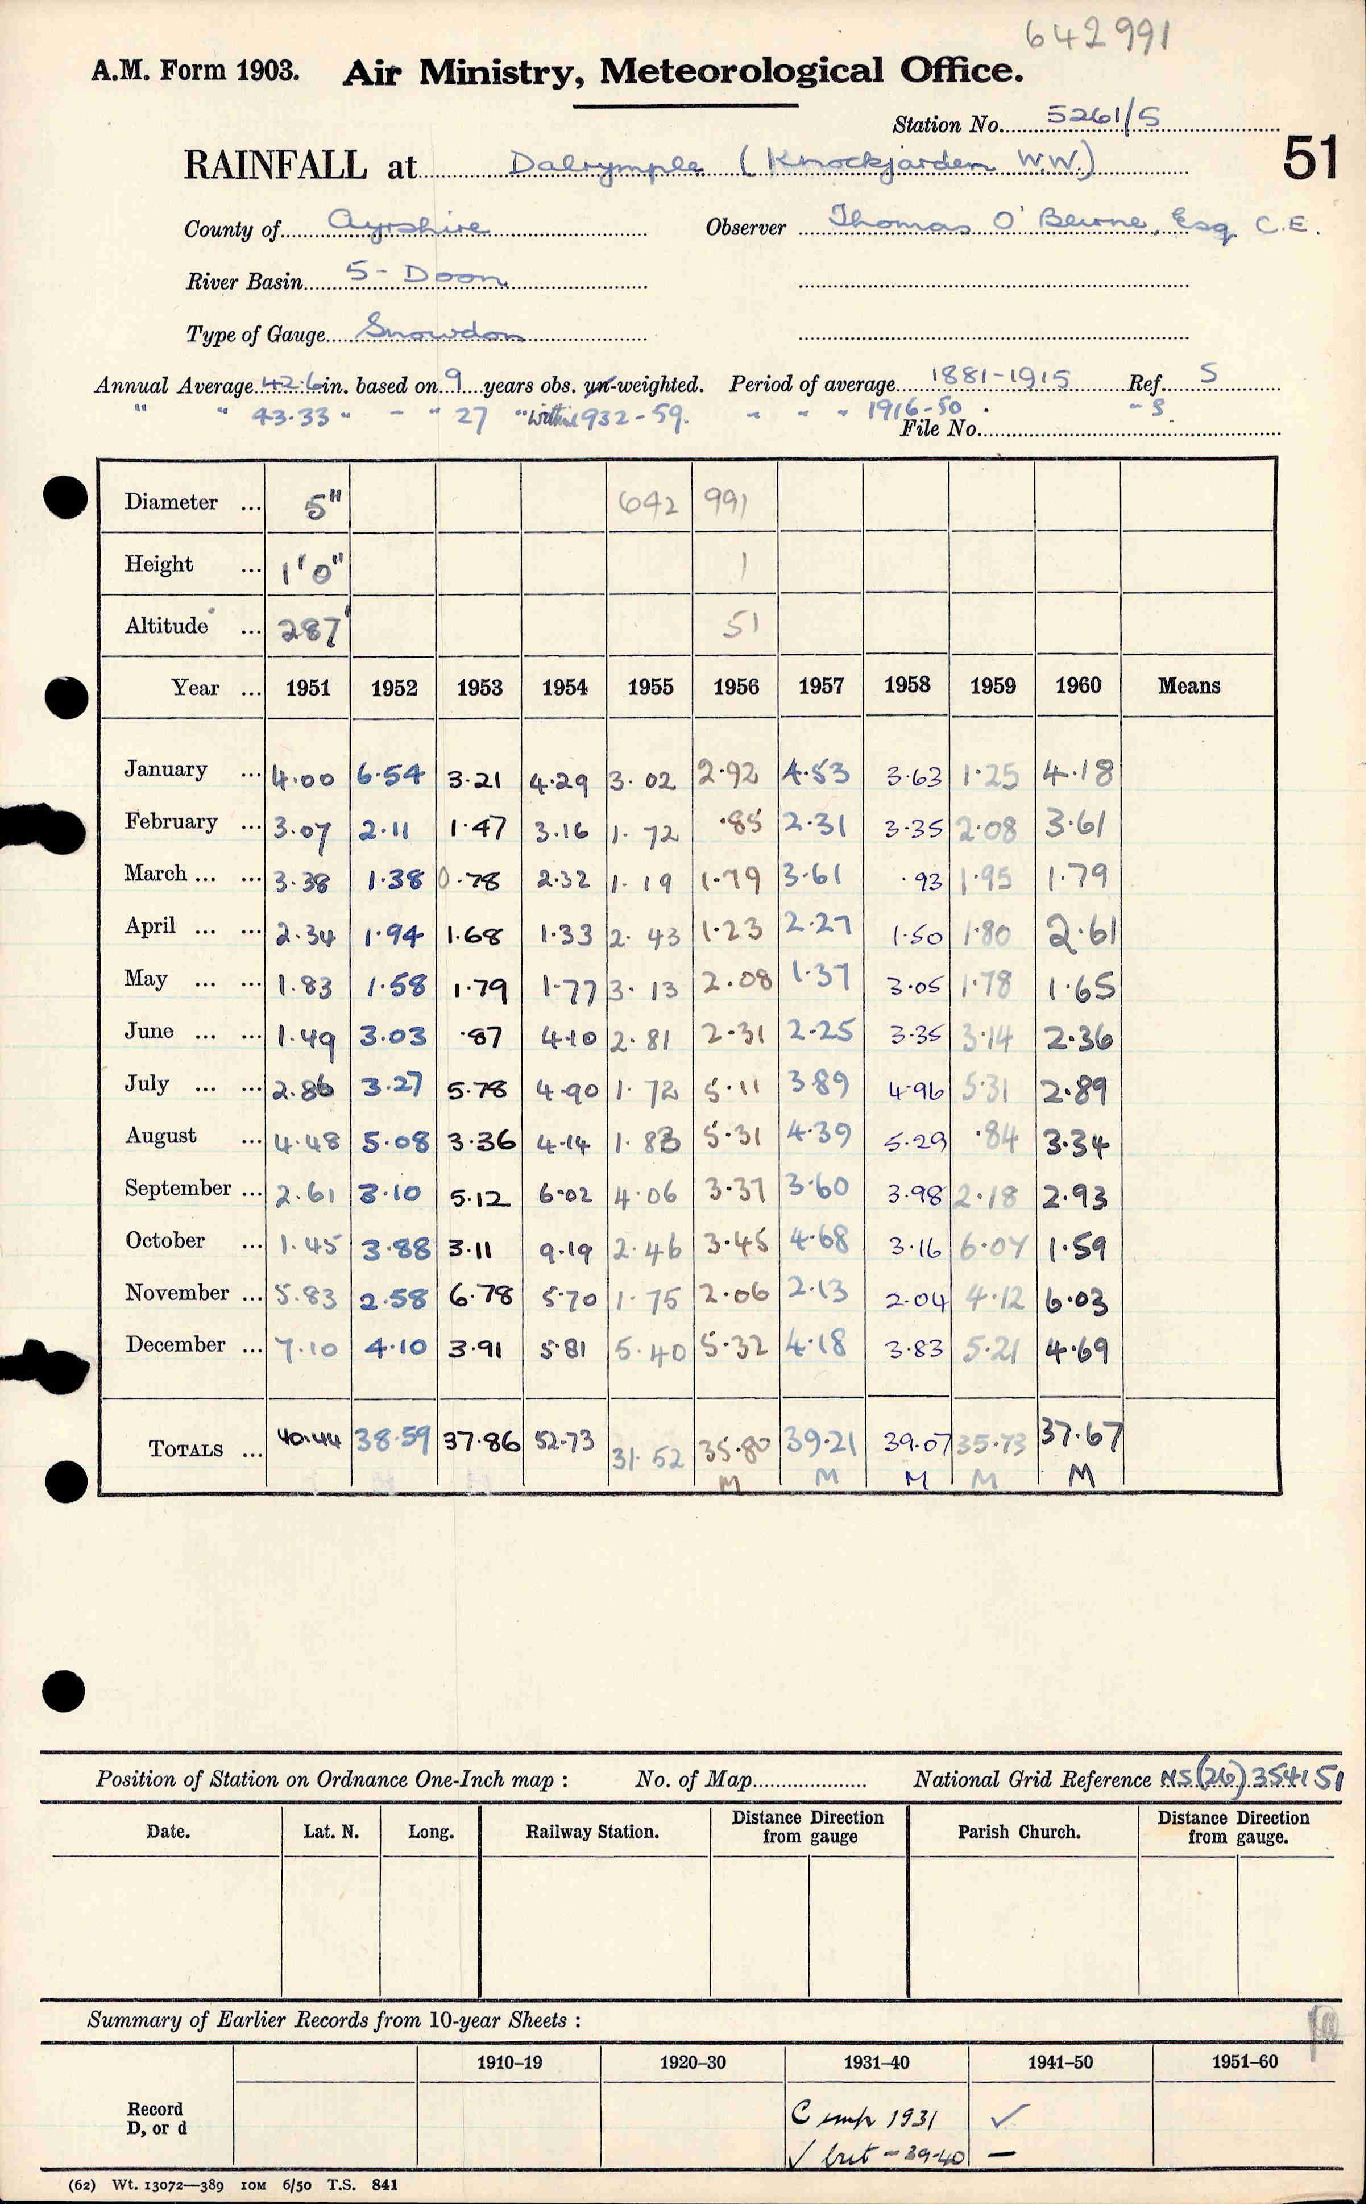 642991
A.M. Form 1903. Air Ministry, Meteorological Office.
Station No. 5261/5
51
RAINFALL at Dalrymple (Knockjarden W.W.)
County of Ayrshire Observer Thomas O'Beirne, Esq. C.E.
River Basin 5 - Doon
Type of Gauge Snowdon
Annual Average 42.6 in. based on 9 years obs. un-weighted. Period of average 1881-1915 Ref. S
" " 43.33 " - " 27 " within 1932-59. " " " 1916-50. " S.
File No.
Diameter ... 5" 642 991
Height ... 1'0" 1
Altitude ... 287' 51
Year ... 1951 1952 1953 1954 1955 1956 1957 1958 1959 1960 Means
January ... 4.00 6.54 3.21 4.29 3.02 2.92 4.53 3.63 1.25 4.18
February ... 3.07 2.11 1.47 3.16 1.72 .85 2.31 3.35 2.08 3.61
March ... ... 3.38 1.38 0.78 2.32 1.19 1.79 3.61 .93 1.95 1.79
April ... ... 2.34 1.94 1.68 1.33 2.43 1.23 2.27 1.50 1.80 2.61
May ... ... 1.83 1.58 1.79 1.77 3.13 2.08 1.37 3.05 1.78 1.65
June ... ... 1.49 3.03 .87 4.10 2.81 2.31 2.25 3.35 3.14 2.36
July ... ... 2.86 3.27 5.78 4.90 1.72 5.11 3.89 4.96 5.31 2.89
August ... 4.48 5.08 3.36 4.14 1.83 5.31 4.39 5.29 .84 3.34
September ... 2.61 3.10 5.12 6.02 4.06 3.37 3.60 3.98 2.18 2.93
October ... 1.45 3.88 3.11 9.19 2.46 3.45 4.68 3.16 6.07 1.59
November ... 5.83 2.58 6.78 5.70 1.75 2.06 2.13 2.04 4.12 6.03
December ... 7.10 4.10 3.91 5.81 5.40 5.32 4.18 3.83 5.21 4.69
TOTALS ... 40.44 38.59 37.86 52.73 31.52 35.80 39.21 39.07 35.73 37.67
M M M M M
Position of Station on Ordnance One-Inch map : No. of Map National Grid Reference NS(26)354151
Date. Lat. N. Long. Railway Station. Distance Direction from gauge Parish Church. Distance Direction from gauge.
Summary of Earlier Records from 10-year Sheets :
1910–19 1920–30 1931–40 1941–50 1951–60
Record D, or d
C 1931 ✓
✓ but - 39-40 –
(62) Wt. 13072—389 10M 6/50 T.S. 841